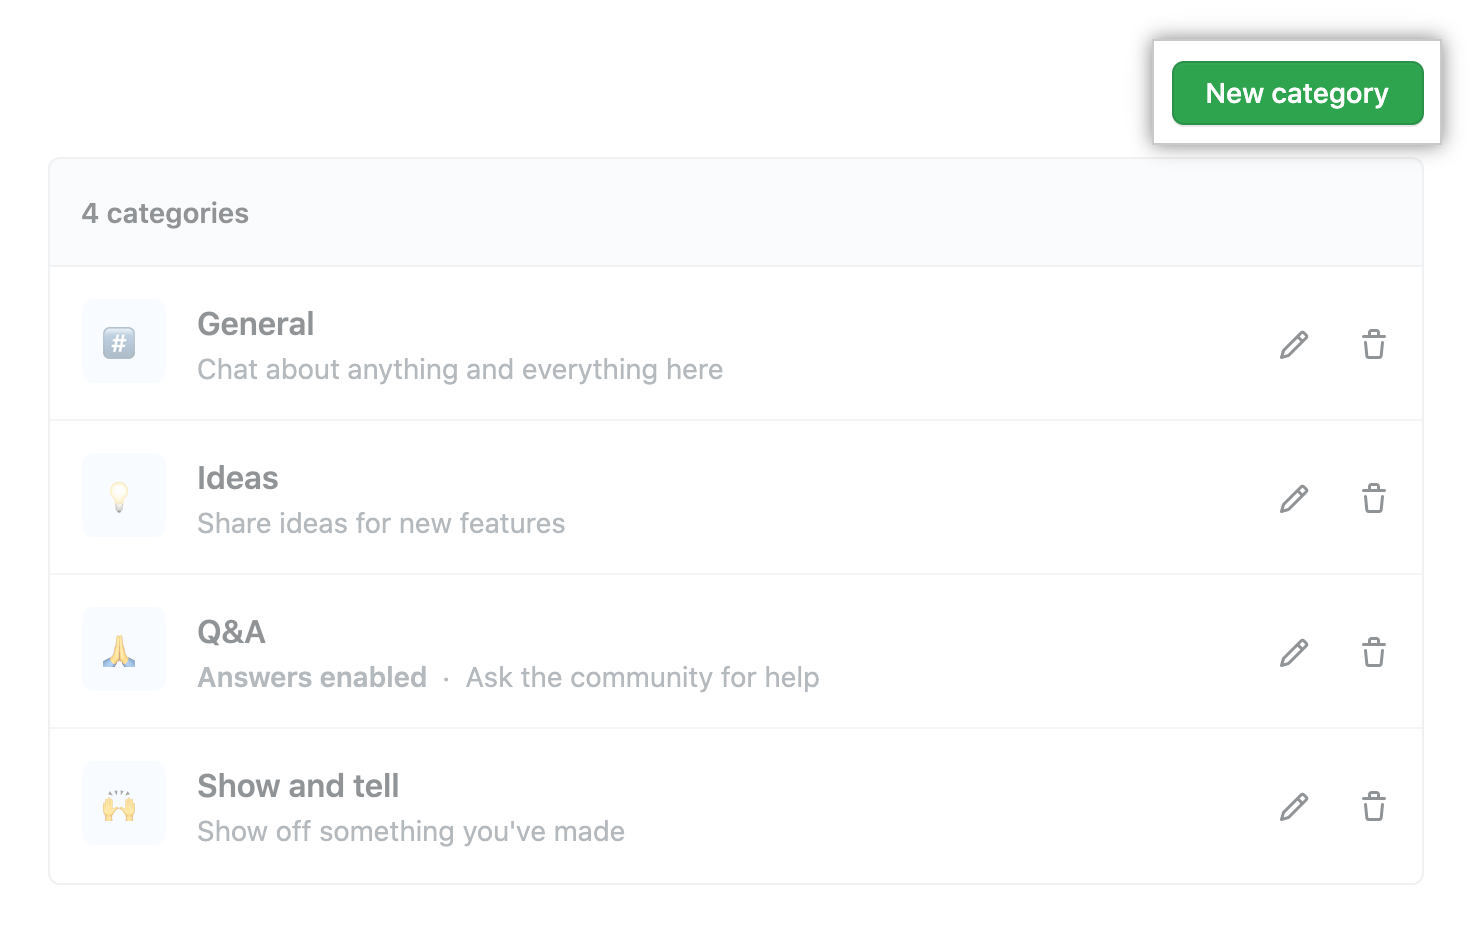 New category
4 categories
#
General
Chat about anything and everything here
Ideas
Share ideas for new features
Q&A
Answers enabled · Ask the community for help
Show and tell
Show off something you've made